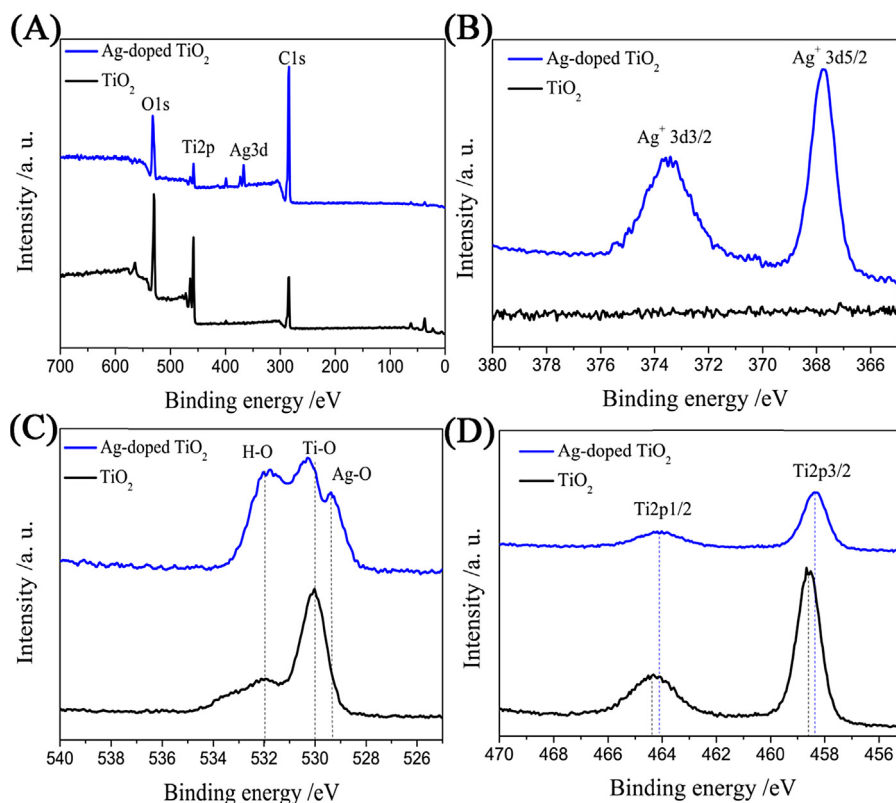 (A)
Ag-doped TiO₂
TiO₂
C1s
O1s
Ti2p
Ag3d
Intensity /a. u.
700 600 500 400 300 200 100 0
Binding energy /eV
(B)
Ag-doped TiO₂
TiO₂
Ag⁺ 3d5/2
Ag⁺ 3d3/2
Intensity /a. u.
380 378 376 374 372 370 368 366
Binding energy /eV
(C)
Ag-doped TiO₂
TiO₂
H-O
Ti-O
Ag-O
Intensity /a. u.
540 538 536 534 532 530 528 526
Binding energy /eV
(D)
Ag-doped TiO₂
TiO₂
Ti2p3/2
Ti2p1/2
Intensity /a. u.
470 468 466 464 462 460 458 456
Binding energy /eV